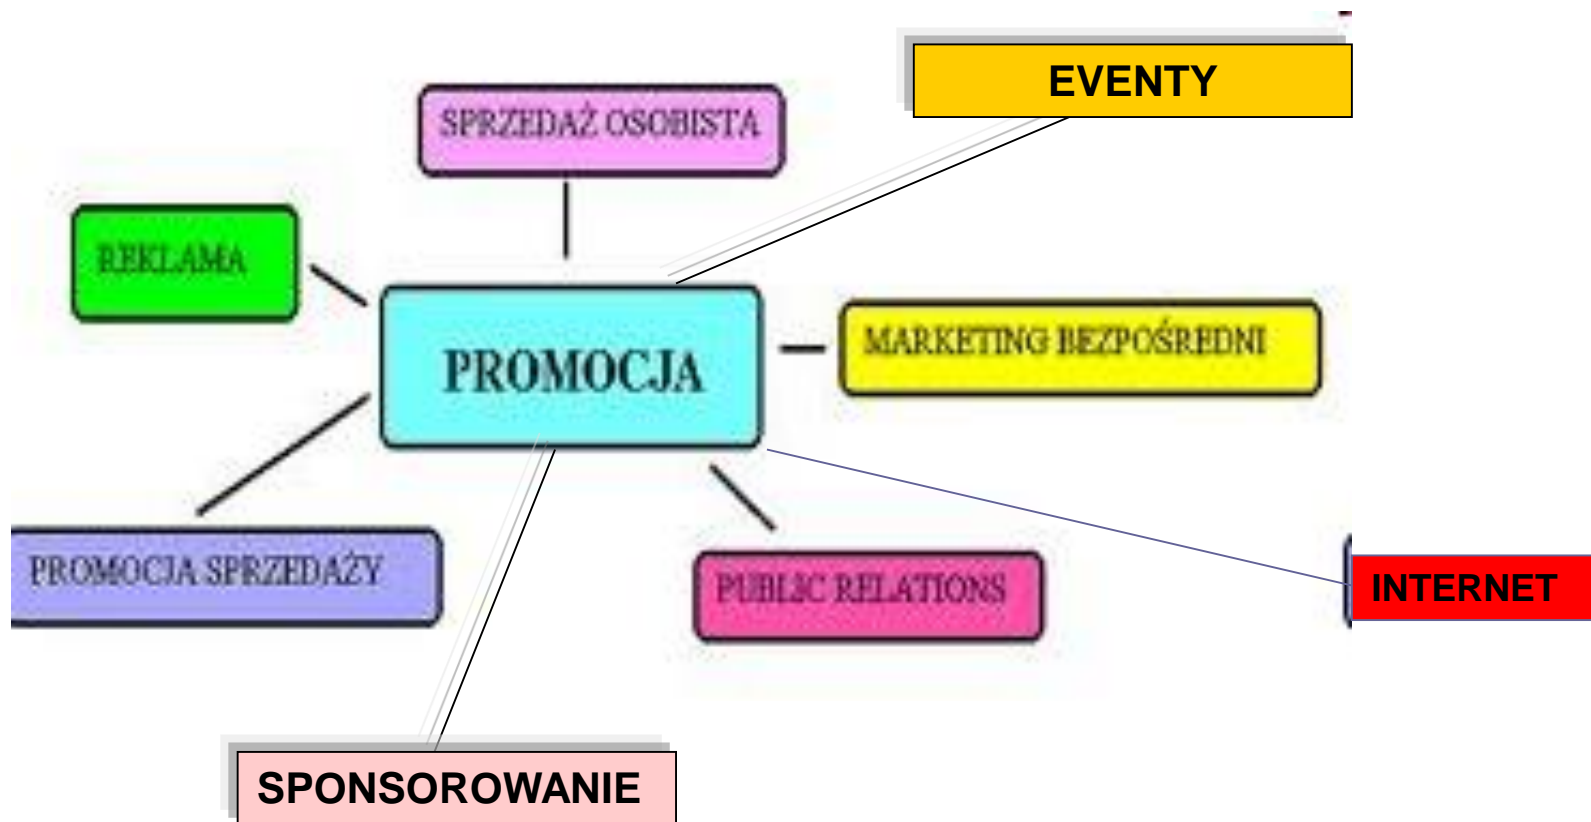 EVENTY
SPRZEDAŻ OSOBISTA
REKLAMA
PROMOCJA
MARKETING BEZPOŚREDNI
PROMOCJA SPRZEDAŻY
PUBLIC RELATIONS
INTERNET
SPONSOROWANIE